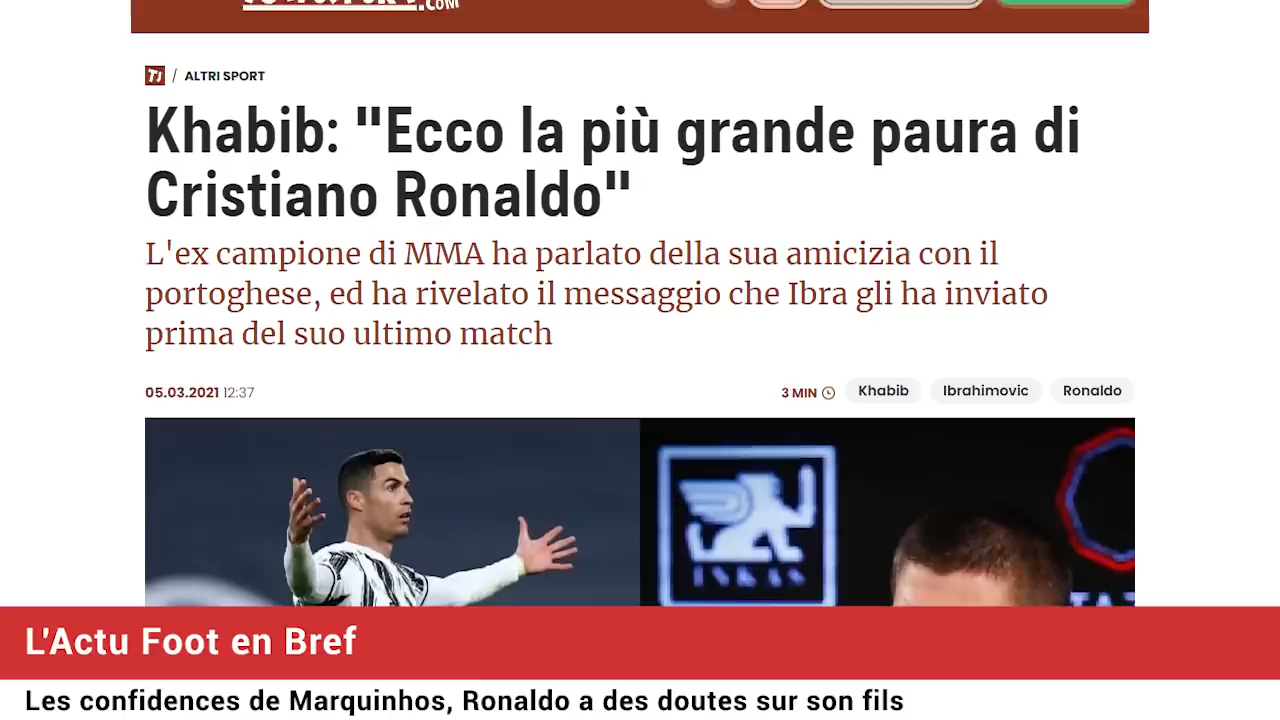 TJ / ALTRI SPORT
Khabib: "Ecco la più grande paura di
Cristiano Ronaldo"
L'ex campione di MMA ha parlato della sua amicizia con il
portoghese, ed ha rivelato il messaggio che Ibra gli ha inviato
prima del suo ultimo match
05.03.2021 12:37
3 MIN Khabib Ibrahimovic Ronaldo
L'Actu Foot en Bref
Les confidences de Marquinhos, Ronaldo a des doutes sur son fils